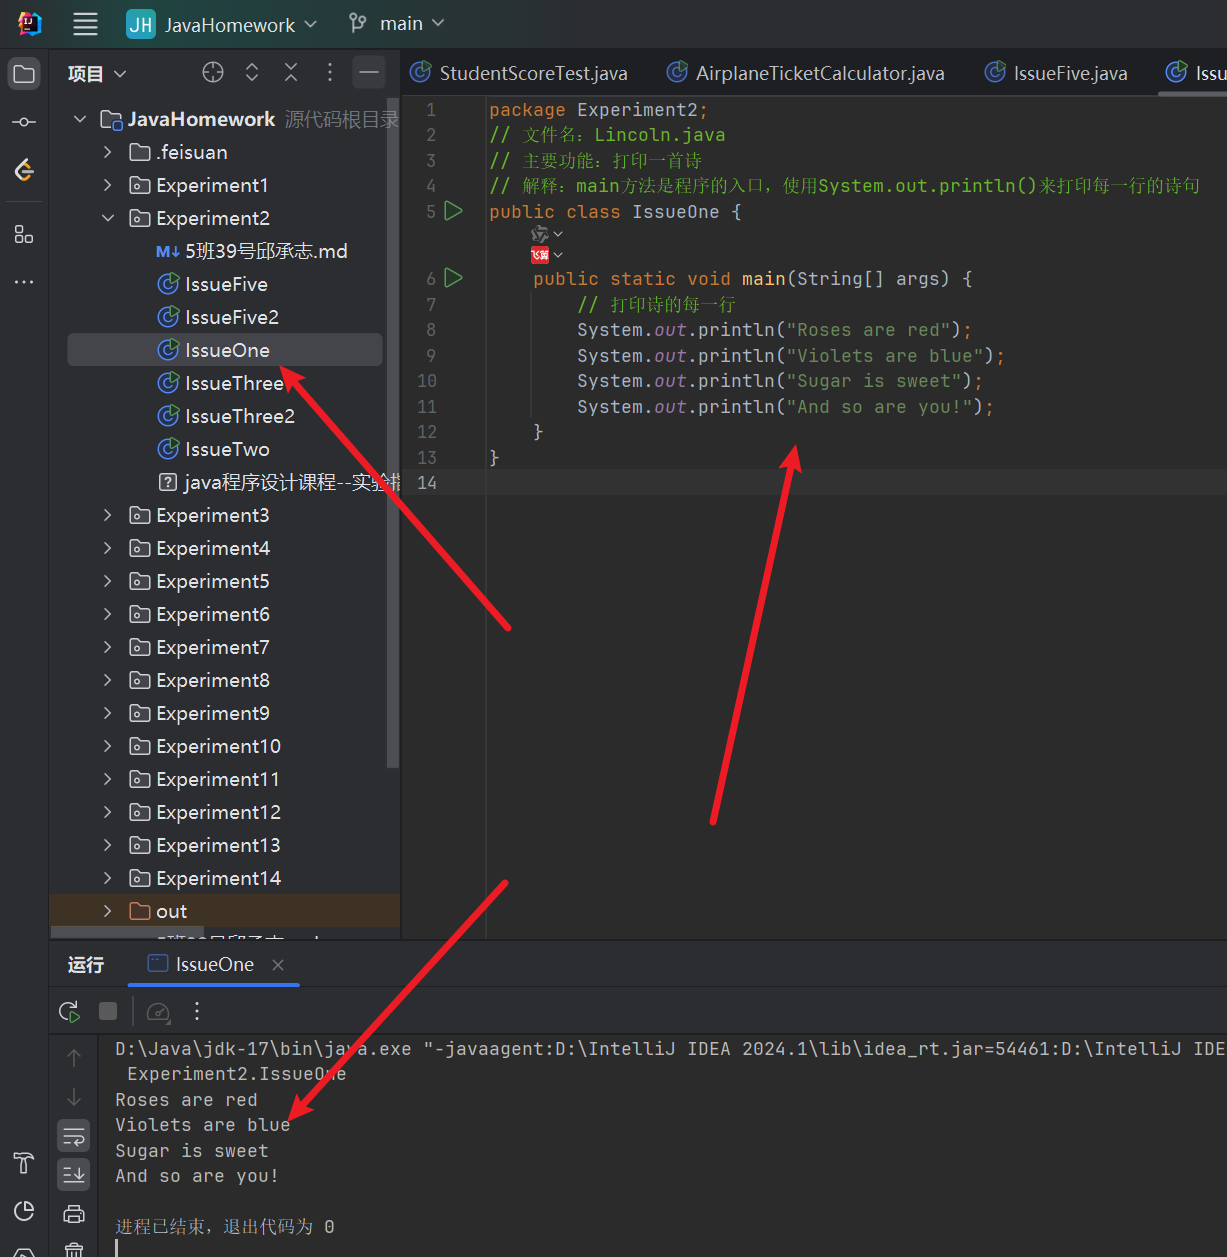 JH JavaHomework main
项目
StudentScoreTest.java AirplaneTicketCalculator.java IssueFive.java Issu
JavaHomework 源代码根目录
.feisuan
Experiment1
Experiment2
M↓ 5班39号邱承志.md
IssueFive
IssueFive2
IssueOne
IssueThree
IssueThree2
IssueTwo
java程序设计课程--实验指
Experiment3
Experiment4
Experiment5
Experiment6
Experiment7
Experiment8
Experiment9
Experiment10
Experiment11
Experiment12
Experiment13
Experiment14
out
1 package Experiment2;
2 // 文件名: Lincoln.java
3 // 主要功能: 打印一首诗
4 // 解释: main方法是程序的入口, 使用System.out.println()来打印每一行的诗句
5 public class IssueOne {
飞算
6 public static void main(String[] args) {
7 // 打印诗的每一行
8 System.out.println("Roses are red");
9 System.out.println("Violets are blue");
10 System.out.println("Sugar is sweet");
11 System.out.println("And so are you!");
12 }
13 }
14
运行 IssueOne
D:\Java\jdk-17\bin\java.exe "-javaagent:D:\IntelliJ IDEA 2024.1\lib\idea_rt.jar=54461:D:\IntelliJ IDE
Experiment2.IssueOne
Roses are red
Violets are blue
Sugar is sweet
And so are you!
进程已结束，退出代码为 0